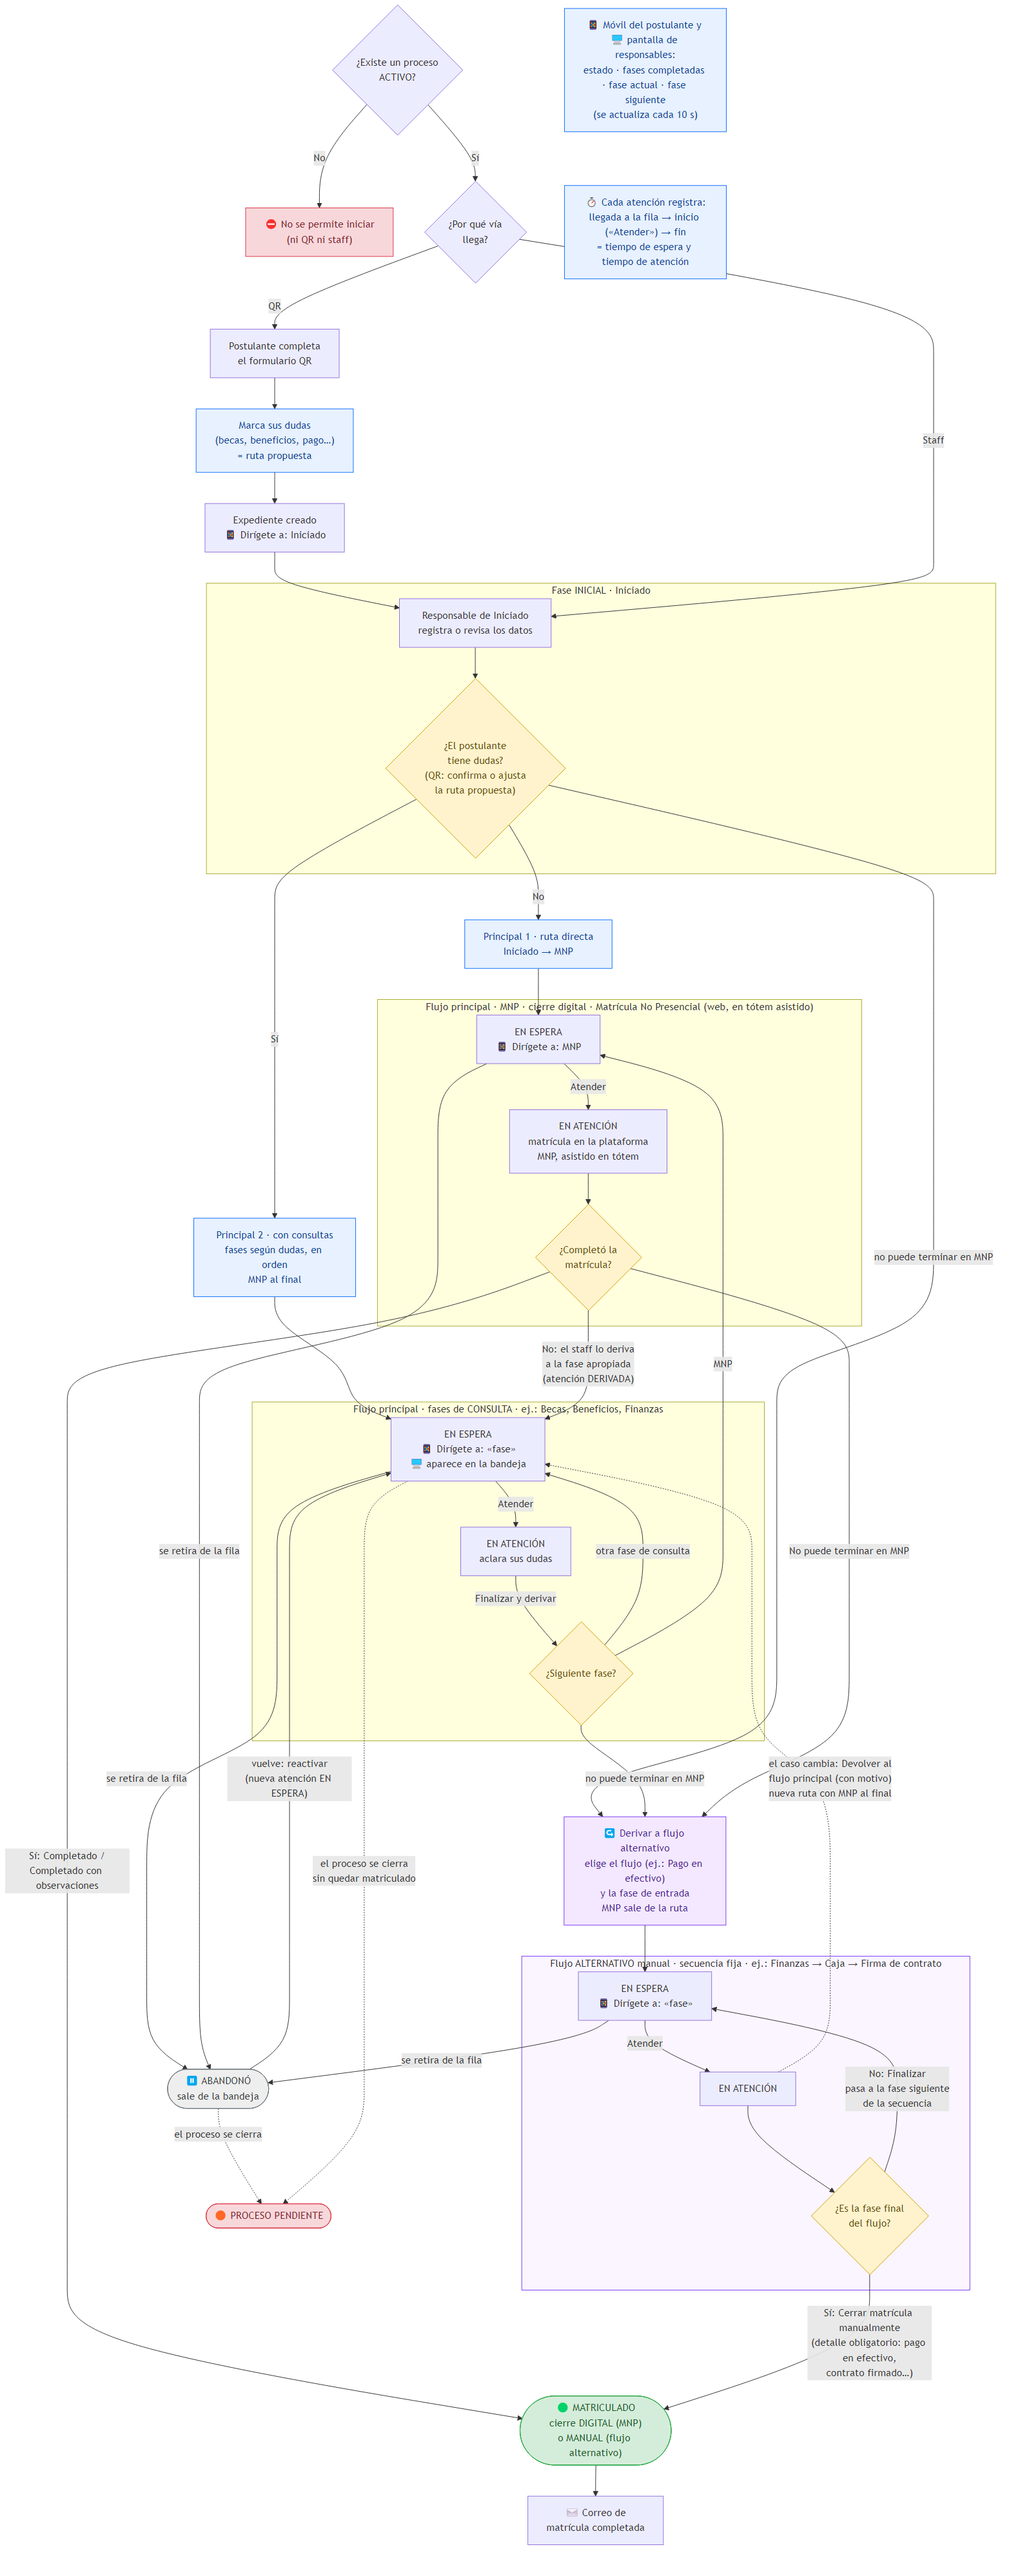 ¿Existe un proceso
ACTIVO?
📱 Móvil del postulante y
🖥️ pantalla de
responsables:
estado · fases completadas
· fase actual · fase
siguiente
(se actualiza cada 10 s)
No
Sí
⛔ No se permite iniciar
(ni QR ni staff)
¿Por qué vía
llega?
⏱️ Cada atención registra:
llegada a la fila → inicio
(«Atender») → fin
= tiempo de espera y
tiempo de atención
QR
Postulante completa
el formulario QR
Marca sus dudas
(becas, beneficios, pago…)
= ruta propuesta
Staff
Expediente creado
📱 Dirígete a: Iniciado
Fase INICIAL · Iniciado
Responsable de Iniciado
registra o revisa los datos
¿El postulante
tiene dudas?
(QR: confirma o ajusta
la ruta propuesta)
No
Principal 1 · ruta directa
Iniciado → MNP
Flujo principal · MNP · cierre digital · Matrícula No Presencial (web, en tótem asistido)
EN ESPERA
📱 Dirígete a: MNP
Sí
Atender
EN ATENCIÓN
matrícula en la plataforma
MNP, asistido en tótem
Principal 2 · con consultas
fases según dudas, en
orden
MNP al final
¿Completó la
matrícula?
no puede terminar en MNP
No: el staff lo deriva
a la fase apropiada
(atención DERIVADA)
MNP
Flujo principal · fases de CONSULTA · ej.: Becas, Beneficios, Finanzas
EN ESPERA
📱 Dirígete a: «fase»
🖥️ aparece en la bandeja
Atender
EN ATENCIÓN
aclara sus dudas
se retira de la fila
otra fase de consulta
No puede terminar en MNP
Finalizar y derivar
¿Siguiente fase?
se retira de la fila
vuelve: reactivar
(nueva atención EN
ESPERA)
no puede terminar en MNP
el caso cambia: Devolver al
flujo principal (con motivo)
nueva ruta con MNP al final
Sí: Completado /
Completado con
observaciones
el proceso se cierra
sin quedar matriculado
↪️ Derivar a flujo
alternativo
elige el flujo (ej.: Pago en
efectivo)
y la fase de entrada
MNP sale de la ruta
Flujo ALTERNATIVO manual · secuencia fija · ej.: Finanzas → Caja → Firma de contrato
EN ESPERA
📱 Dirígete a: «fase»
Atender
se retira de la fila
⏸️ ABANDONÓ
sale de la bandeja
EN ATENCIÓN
No: Finalizar
pasa a la fase siguiente
de la secuencia
el proceso se cierra
🟠 PROCESO PENDIENTE
¿Es la fase final
del flujo?
Sí: Cerrar matrícula
manualmente
(detalle obligatorio: pago
en efectivo,
contrato firmado…)
🟢 MATRICULADO
cierre DIGITAL (MNP)
o MANUAL (flujo
alternativo)
✉️ Correo de
matrícula completada